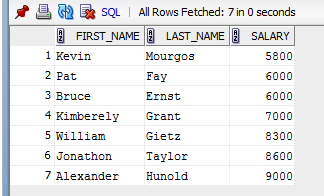 SQL | All Rows Fetched: 7 in 0 seconds
FIRST_NAME LAST_NAME SALARY
1 Kevin Mourgos 5800
2 Pat Fay 6000
3 Bruce Ernst 6000
4 Kimberely Grant 7000
5 William Gietz 8300
6 Jonathon Taylor 8600
7 Alexander Hunold 9000